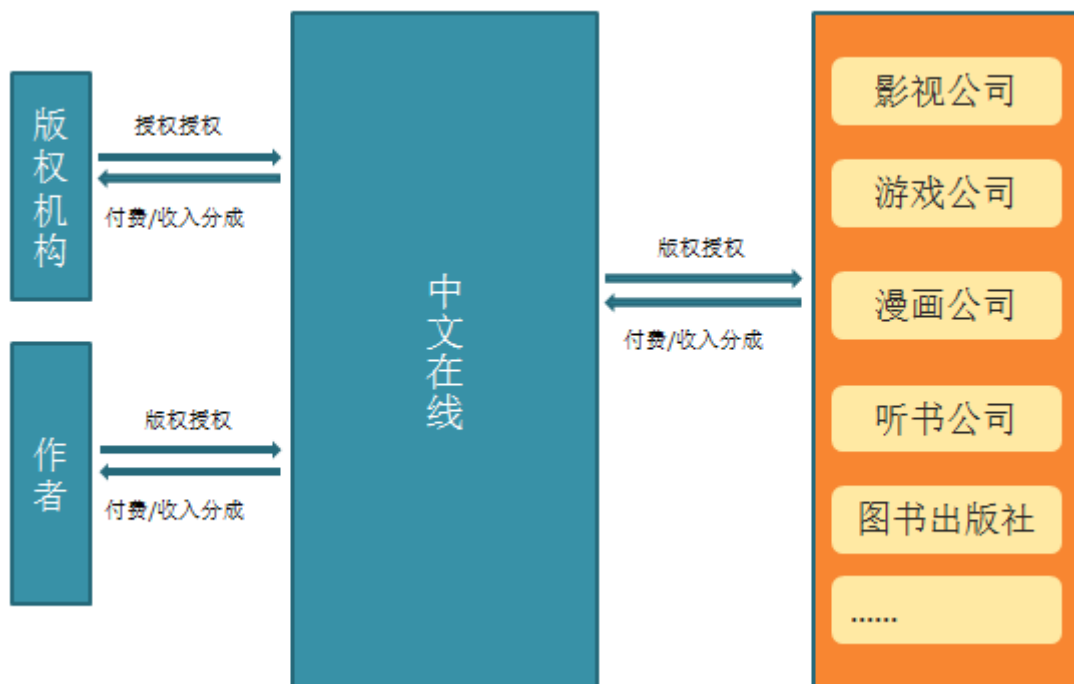 版权机构
授权授权
付费/收入分成
作者
版权授权
付费/收入分成
中文在线
版权授权
付费/收入分成
影视公司
游戏公司
漫画公司
听书公司
图书出版社
......